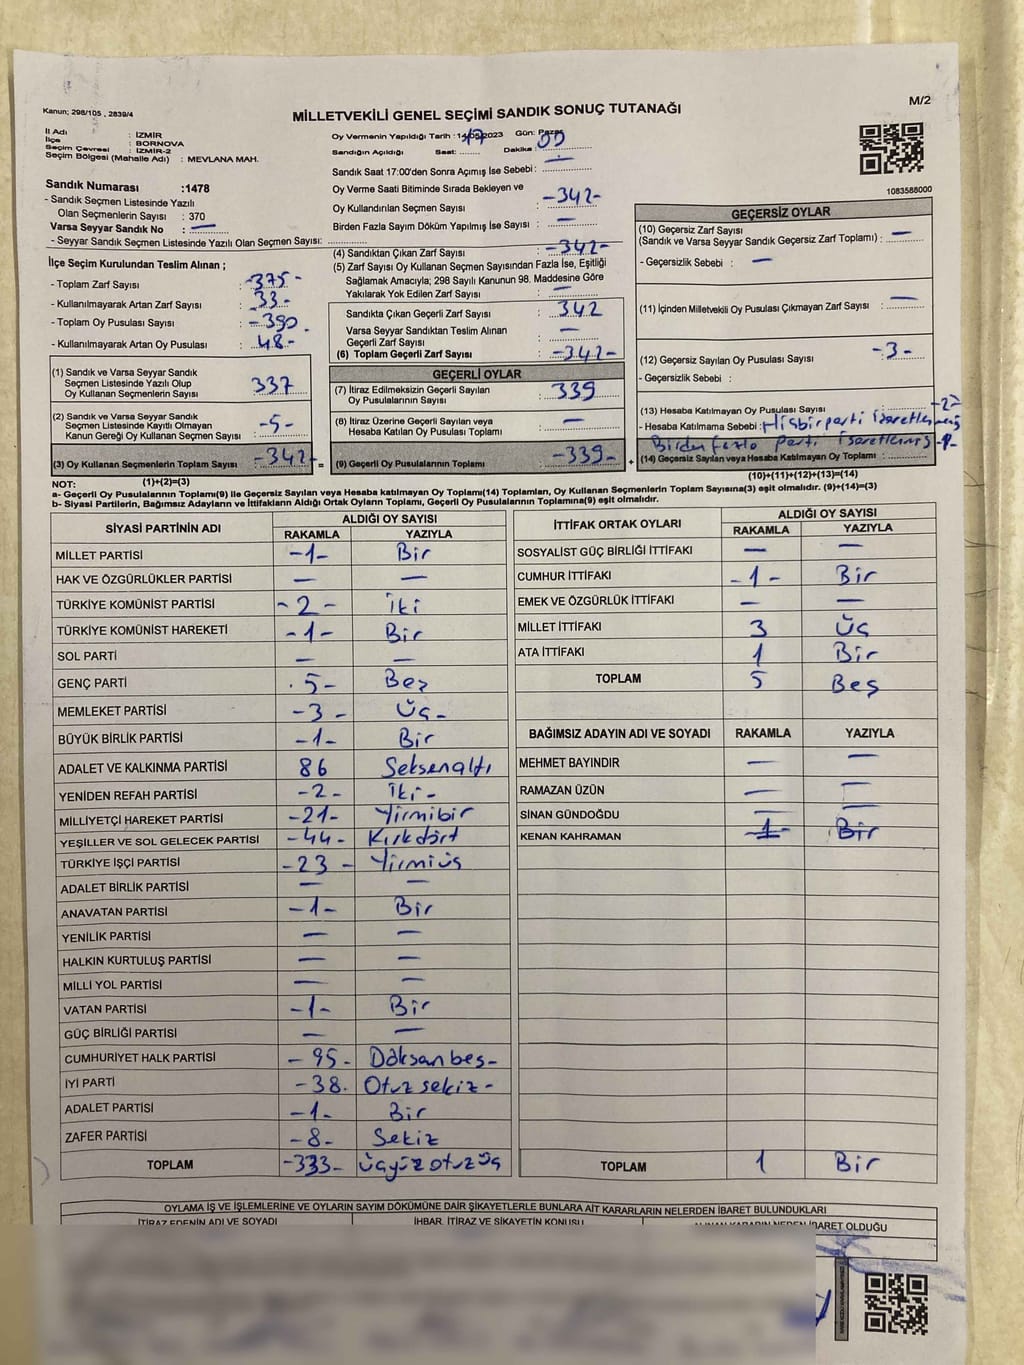 M/2
Kanun; 298/105 , 2839/4
MİLLETVEKİLİ GENEL SEÇİMİ SANDIK SONUÇ TUTANAĞI
İl Adı : İZMİR
İlçe : BORNOVA
Seçim Çevresi : İZMİR-2
Seçim Bölgesi (Mahalle Adı) : MEVLANA MAH.
Sandık Numarası :1478
- Sandık Seçmen Listesinde Yazılı
Olan Seçmenlerin Sayısı : 370
Varsa Seyyar Sandık No : —
- Seyyar Sandık Seçmen Listesinde Yazılı Olan Seçmen Sayısı:
İlçe Seçim Kurulundan Teslim Alınan ;
- Toplam Zarf Sayısı : -375-
- Kullanılmayarak Artan Zarf Sayısı : 33-
- Toplam Oy Pusulası Sayısı : -390
- Kullanılmayarak Artan Oy Pusulası : 48-
(1) Sandık ve Varsa Seyyar Sandık
Seçmen Listesinde Yazılı Olup
Oy Kullanan Seçmenlerin Sayısı : 337
(2) Sandık ve Varsa Seyyar Sandık
Seçmen Listesinde Kayıtlı Olmayan
Kanun Gereği Oy Kullanan Seçmen Sayısı : -5-
(3) Oy Kullanan Seçmenlerin Toplam Sayısı : -342-
Oy Vermenin Yapıldığı Tarih : 2023 Gün: Pazar
Sandığın Açıldığı Saat: 17 Dakika : 00
Sandık Saat 17:00'den Sonra Açımış İse Sebebi : —
Oy Verme Saati Bitiminde Sırada Bekleyen ve
Oy Kullandırılan Seçmen Sayısı : -342-
Birden Fazla Sayım Döküm Yapılmış İse Sayısı : —
(4) Sandıktan Çıkan Zarf Sayısı : -342-
(5) Zarf Sayısı Oy Kullanan Seçmen Sayısından Fazla İse, Eşitliği
Sağlamak Amacıyla; 298 Sayılı Kanunun 98. Maddesine Göre
Yakılarak Yok Edilen Zarf Sayısı : —
Sandıkta Çıkan Geçerli Zarf Sayısı : 342
Varsa Seyyar Sandıktan Teslim Alınan
Geçerli Zarf Sayısı : —
(6) Toplam Geçerli Zarf Sayısı : -342-
GEÇERLİ OYLAR
(7) İtiraz Edilmeksizin Geçerli Sayılan
Oy Pusulalarının Sayısı : 339
(8) İtiraz Üzerine Geçerli Sayılan veya
Hesaba Katılan Oy Pusulası Toplamı : —
(9) Geçerli Oy Pusulalarının Toplamı : -339-
1083588000
GEÇERSİZ OYLAR
(10) Geçersiz Zarf Sayısı
(Sandık ve Varsa Seyyar Sandık Geçersiz Zarf Toplamı) : —
- Geçersizlik Sebebi : —
(11) İçinden Milletvekili Oy Pusulası Çıkmayan Zarf Sayısı : —
(12) Geçersiz Sayılan Oy Pusulası Sayısı : -3-
- Geçersizlik Sebebi :
(13) Hesaba Katılmayan Oy Pusulası Sayısı : -2-
- Hesaba Katılmama Sebebi : Hiçbir parti işaretlenmemiş
Birden fazla parti işaretlenmiş -1-
(14) Geçersiz Sayılan veya Hesaba Katılmayan Oy Toplamı :
NOT: (1)+(2)=(3) (10)+(11)+(12)+(13)=(14)
a- Geçerli Oy Pusulaları Toplamı(9) ile Geçersiz Sayılan veya Hesaba katılmayan Oy Toplamı(14) Toplamları, Oy Kullanan Seçmenlerin Toplam Sayısına(3) eşit olmalıdır. (9)+(14)=(3)
b- Siyasi Partilerin, Bağımsız Adayların ve İttifakların Aldığı Ortak Oyların Toplamı, Geçerli Oy Pusulalarının Toplamına(9) eşit olmalıdır.
SİYASİ PARTİNİN ADI ALDIĞI OY SAYISI
RAKAMLA YAZIYLA
MİLLET PARTİSİ -1- Bir
HAK VE ÖZGÜRLÜKLER PARTİSİ — —
TÜRKİYE KOMÜNİST PARTİSİ -2- İki
TÜRKİYE KOMÜNİST HAREKETİ -1- Bir
SOL PARTİ — —
GENÇ PARTİ 5- Beş
MEMLEKET PARTİSİ -3- Üç-
BÜYÜK BİRLİK PARTİSİ -1- Bir
ADALET VE KALKINMA PARTİSİ 86 Seksenaltı
YENİDEN REFAH PARTİSİ -2- İki-
MİLLİYETÇİ HAREKET PARTİSİ -21- Yirmibir
YEŞİLLER VE SOL GELECEK PARTİSİ -44- Kırkdört
TÜRKİYE İŞÇİ PARTİSİ -23- Yirmiüç
ADALET BİRLİK PARTİSİ — —
ANAVATAN PARTİSİ -1- Bir
YENİLİK PARTİSİ — —
HALKIN KURTULUŞ PARTİSİ — —
MİLLİ YOL PARTİSİ — —
VATAN PARTİSİ -1- Bir
GÜÇ BİRLİĞİ PARTİSİ — —
CUMHURİYET HALK PARTİSİ -95- Doksanbeş-
İYİ PARTİ -38. Otuzsekiz-
ADALET PARTİSİ -1- Bir
ZAFER PARTİSİ -8- Sekiz
TOPLAM -333- Üçyüzotuzüç
İTTİFAK ORTAK OYLARI ALDIĞI OY SAYISI
RAKAMLA YAZIYLA
SOSYALİST GÜÇ BİRLİĞİ İTTİFAKI — —
CUMHUR İTTİFAKI -1- Bir
EMEK VE ÖZGÜRLÜK İTTİFAKI — —
MİLLET İTTİFAKI 3 Üç
ATA İTTİFAKI 1 Bir
TOPLAM 5 Beş
BAĞIMSIZ ADAYIN ADI VE SOYADI RAKAMLA YAZIYLA
MEHMET BAYINDIR — —
RAMAZAN ÜZÜN — —
SİNAN GÜNDOĞDU — —
KENAN KAHRAMAN 1 Bir
TOPLAM 1 Bir
OYLAMA İŞ VE İŞLEMLERİNE VE OYLARIN SAYIM DÖKÜMÜNE DAİR ŞİKAYETLERLE BUNLARA AİT KARARLARIN NELERDEN İBARET BULUNDUKLARI
İTİRAZ EDENİN ADI VE SOYADI İHBAR, İTİRAZ VE ŞİKAYETİN KONUSU İBARET OLDUĞU